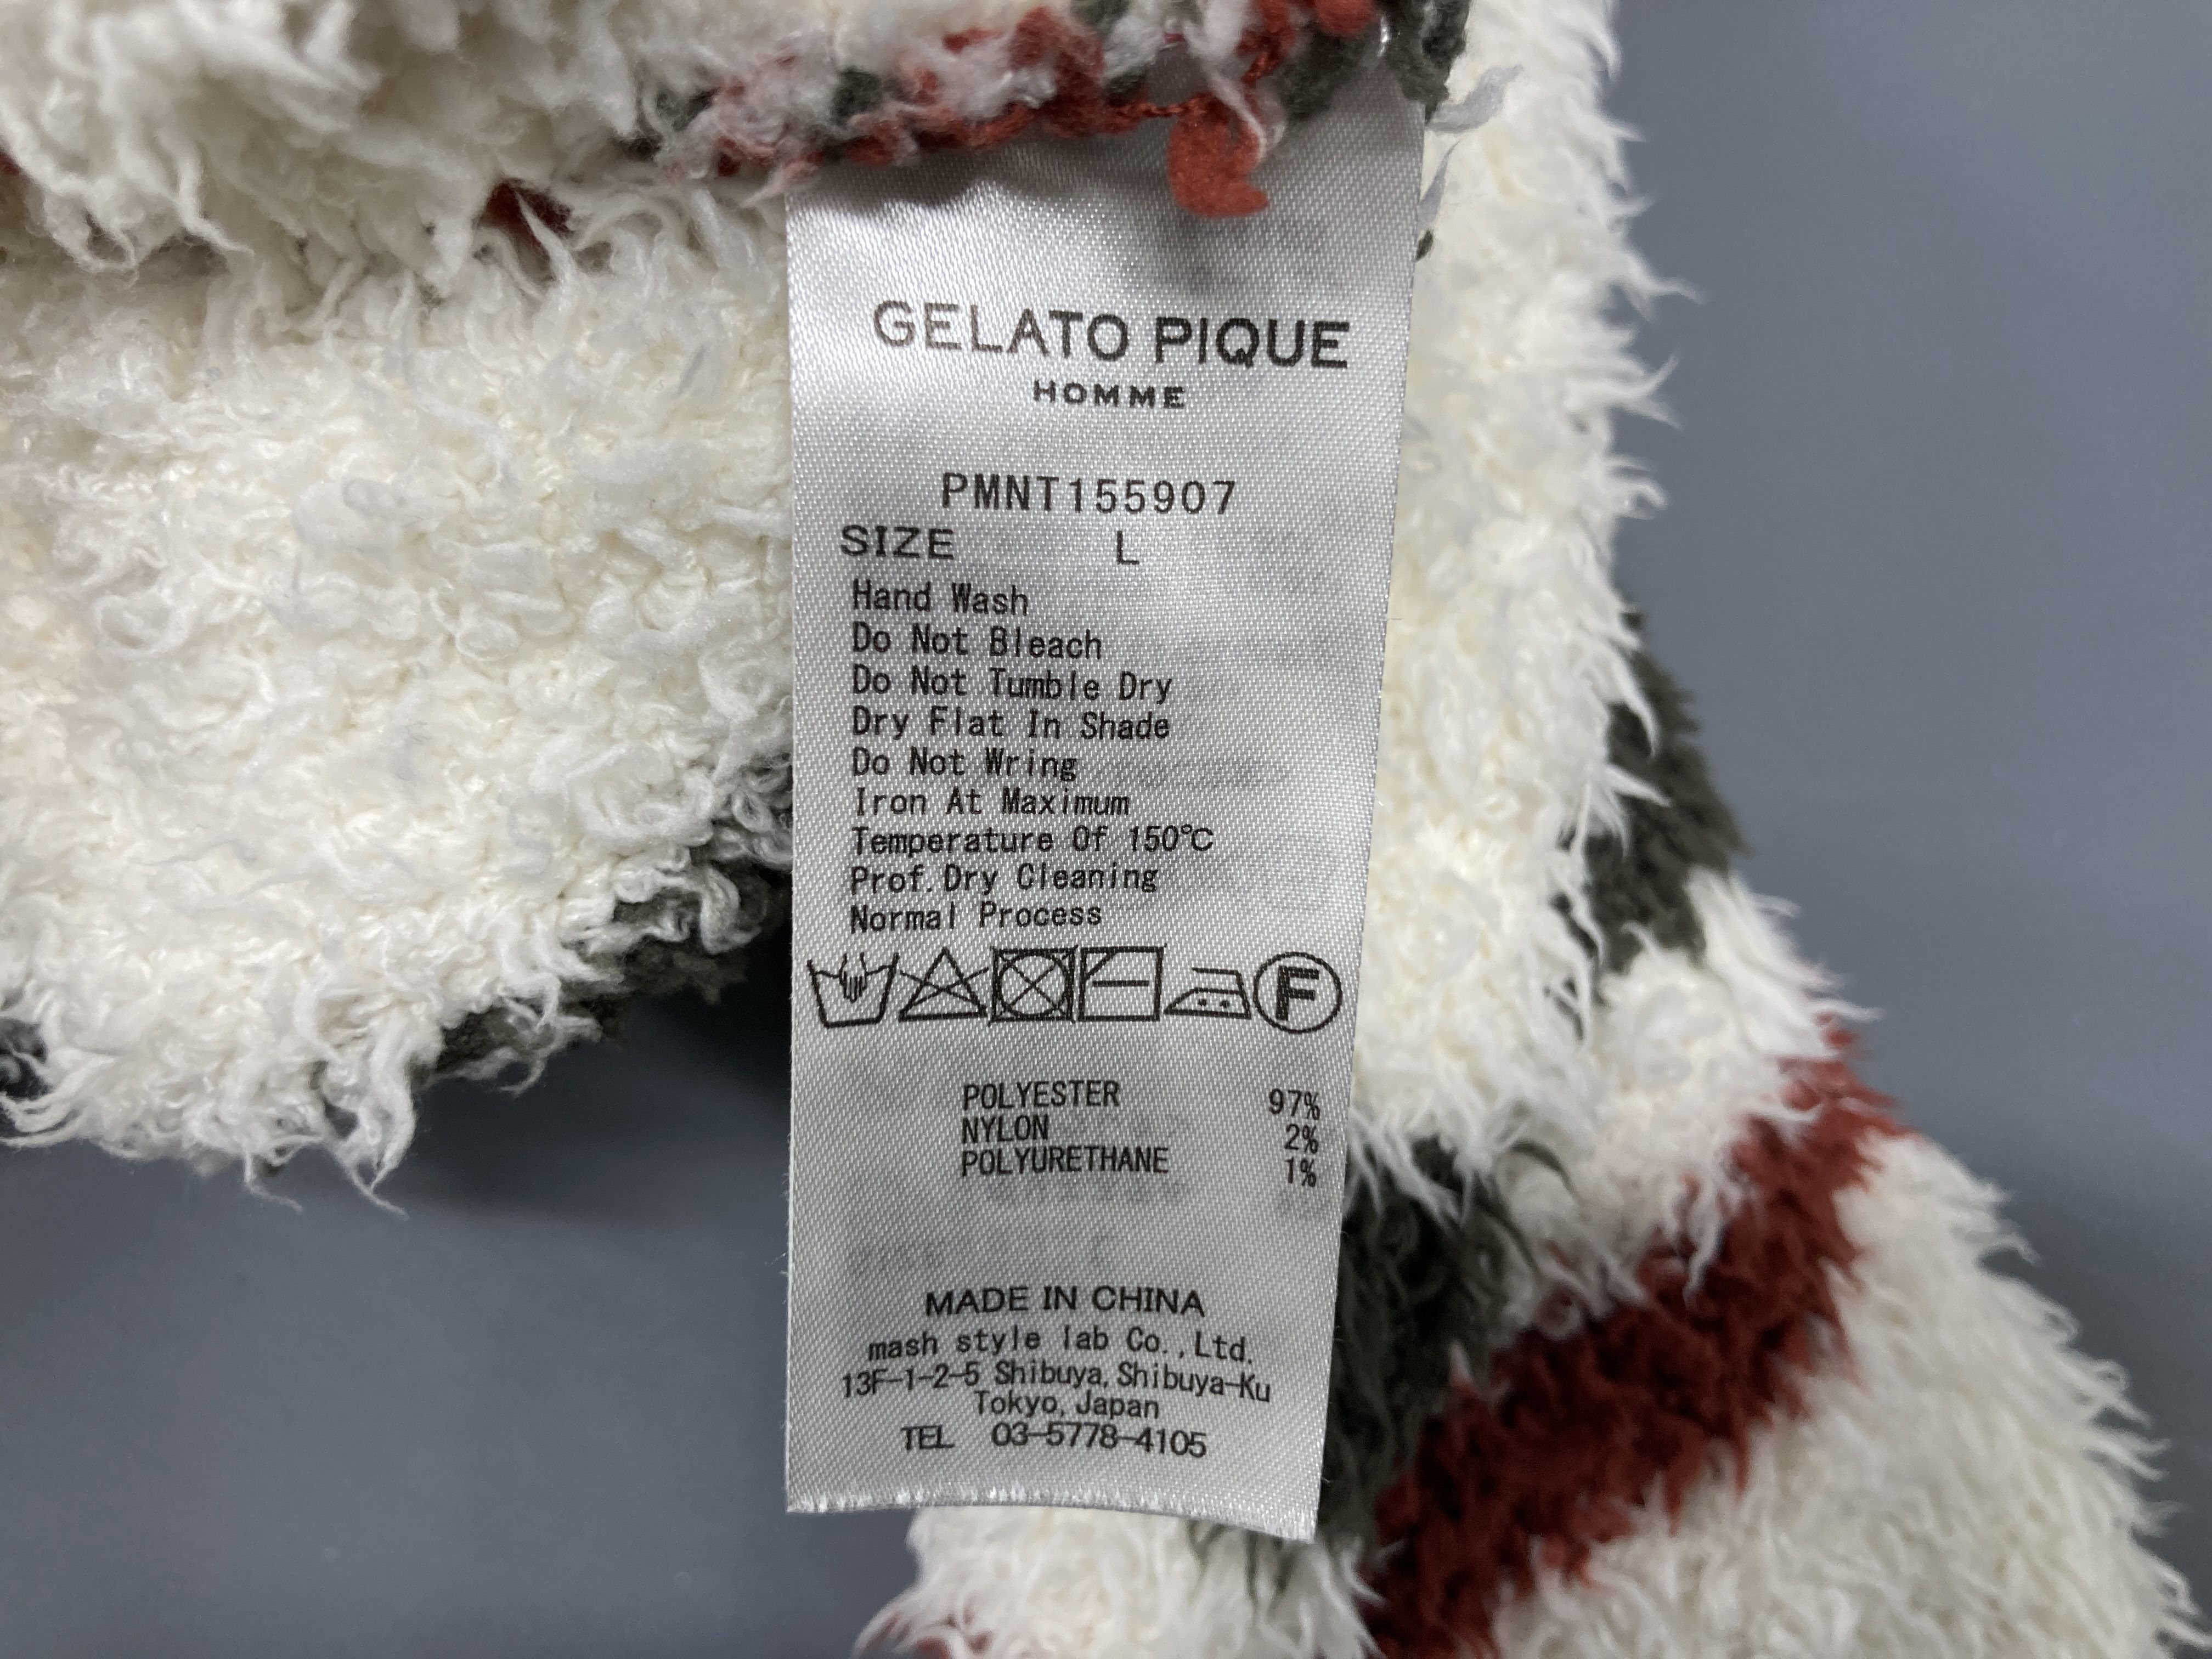 GELATO PIQUE
HOMME
PMNT155907
SIZE L
Hand Wash
Do Not Bleach
Do Not Tumble Dry
Dry Flat In Shade
Do Not Wring
Iron At Maximum
Temperature Of 150℃
Prof.Dry Cleaning
Normal Process
F
POLYESTER 97%
NYLON 2%
POLYURETHANE 1%
MADE IN CHINA
mash style lab Co.,Ltd.
13F-1-2-5 Shibuya,Shibuya-Ku
Tokyo,Japan
TEL 03-5778-4105